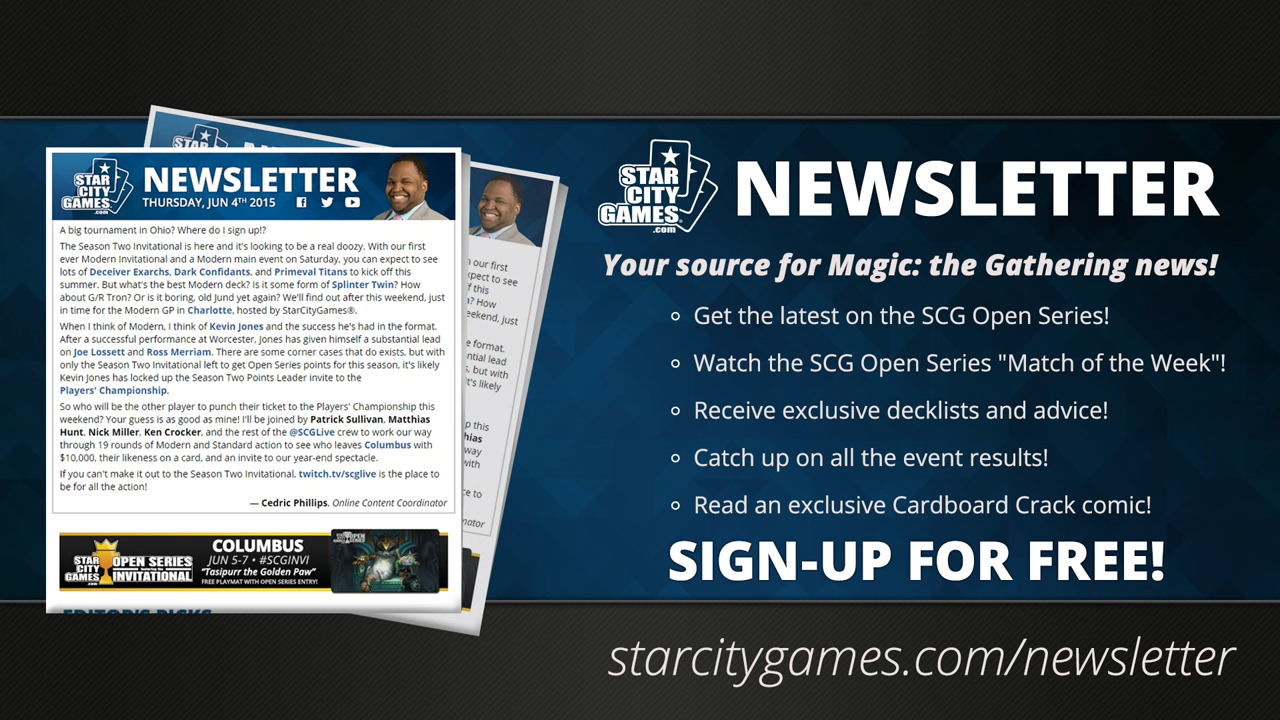 STAR
CITY
GAMES
.com
NEWSLETTER
THURSDAY, JUN 4TH 2015
A big tournament in Ohio? Where do I sign up!?
The Season Two Invitational is here and it's looking to be a real doozy. With our first
ever Modern Invitational and a Modern main event on Saturday, you can expect to see
lots of Deceiver Exarchs, Dark Confidants, and Primeval Titans to kick off this
summer. But what's the best Modern deck? Is it some form of Splinter Twin? How
about G/R Tron? Or is it boring, old Jund yet again? We'll find out after this weekend, just
in time for the Modern GP in Charlotte, hosted by StarCityGames®.
When I think of Modern, I think of Kevin Jones and the success he's had in the format.
After a successful performance at Worcester, Jones has given himself a substantial lead
on Joe Lossett and Ross Merriam. There are some corner cases that do exists, but with
only the Season Two Invitational left to get Open Series points for this season, it's likely
Kevin Jones has locked up the Season Two Points Leader invite to the
Players' Championship.
So who will be the other player to punch their ticket to the Players' Championship this
weekend? Your guess is as good as mine! I'll be joined by Patrick Sullivan, Matthias
Hunt, Nick Miller, Ken Crocker, and the rest of the @SCGLive crew to work our way
through 19 rounds of Modern and Standard action to see who leaves Columbus with
$10,000, their likeness on a card, and an invite to our year-end spectacle.
If you can't make it out to the Season Two Invitational, twitch.tv/scglive is the place to
be for all the action!
— Cedric Phillips, Online Content Coordinator
STAR
CITY
GAMES
OPEN SERIES
INVITATIONAL
COLUMBUS
JUN 5-7 • #SCGINVI
"Tasipurr the Golden Paw"
FREE PLAYMAT WITH OPEN SERIES ENTRY!
EDITOR'S PICKS
STAR
CITY
GAMES®
.com
NEWSLETTER
Your source for Magic: the Gathering news!
Get the latest on the SCG Open Series!
Watch the SCG Open Series "Match of the Week"!
Receive exclusive decklists and advice!
Catch up on all the event results!
Read an exclusive Cardboard Crack comic!
SIGN-UP FOR FREE!
starcitygames.com/newsletter